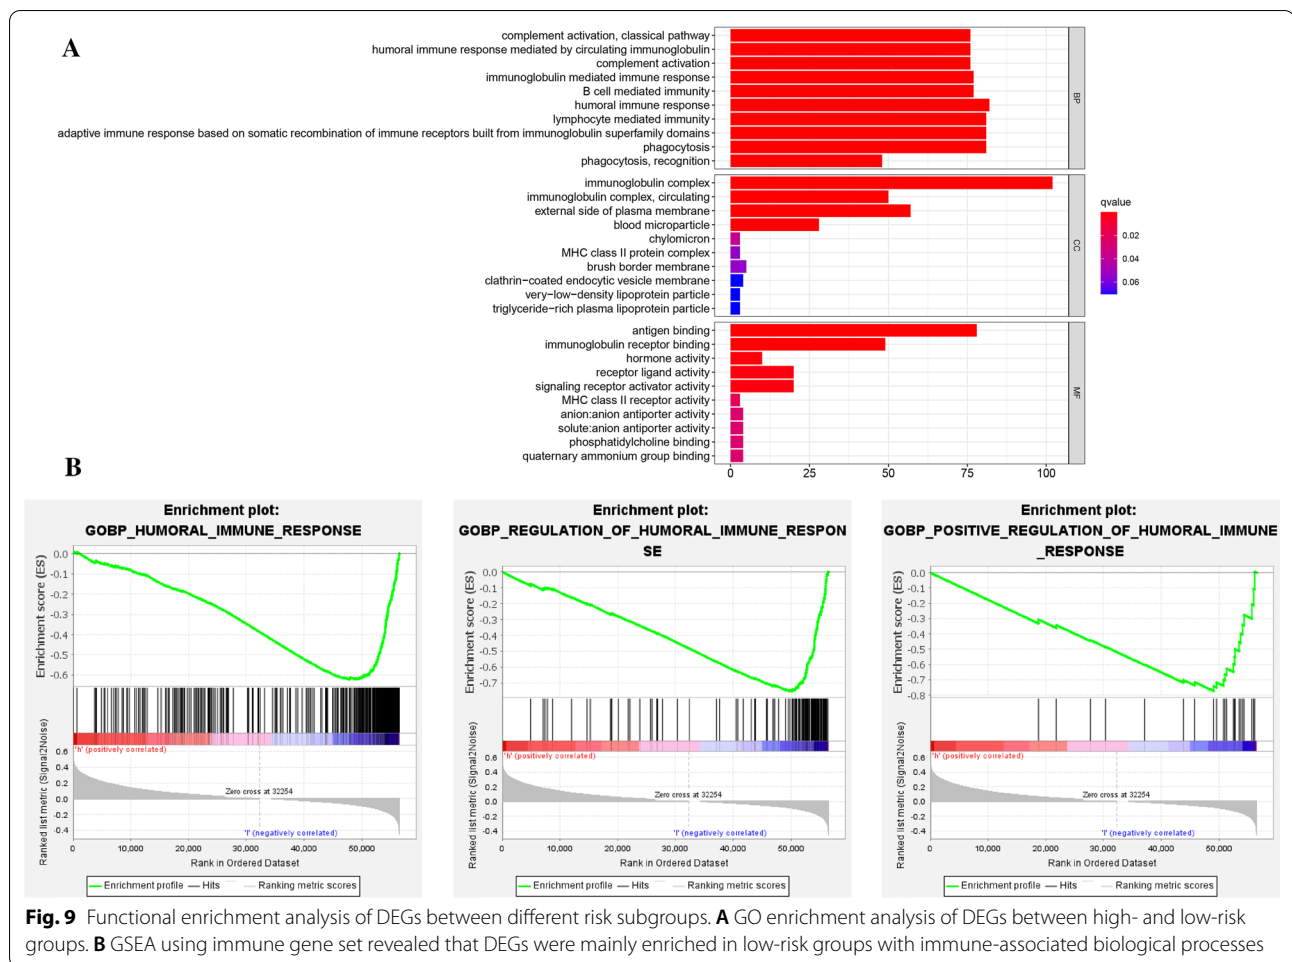 A
complement activation, classical pathway
humoral immune response mediated by circulating immunoglobulin
complement activation
immunoglobulin mediated immune response
B cell mediated immunity
humoral immune response
lymphocyte mediated immunity
adaptive immune response based on somatic recombination of immune receptors built from immunoglobulin superfamily domains
phagocytosis
phagocytosis, recognition
BP
immunoglobulin complex
immunoglobulin complex, circulating
external side of plasma membrane
blood microparticle
chylomicron
MHC class II protein complex
brush border membrane
clathrin−coated endocytic vesicle membrane
very−low−density lipoprotein particle
triglyceride−rich plasma lipoprotein particle
CC
antigen binding
immunoglobulin receptor binding
hormone activity
receptor ligand activity
signaling receptor activator activity
MHC class II receptor activity
anion:anion antiporter activity
solute:anion antiporter activity
phosphatidylcholine binding
quaternary ammonium group binding
MF
0 25 50 75 100
qvalue
0.02
0.04
0.06
B
Enrichment plot:
GOBP_HUMORAL_IMMUNE_RESPONSE
Enrichment score (ES)
0.0
-0.1
-0.2
-0.3
-0.4
-0.5
-0.6
Ranked list metric (Signal2Noise)
'h' (positively correlated)
0.6
0.4
0.2
0.0
-0.2
-0.4
Zero cross at 32254
'l' (negatively correlated)
0 10,000 20,000 30,000 40,000 50,000
Rank in Ordered Dataset
Enrichment profile Hits Ranking metric scores
Enrichment plot:
GOBP_REGULATION_OF_HUMORAL_IMMUNE_RESPON
SE
Enrichment score (ES)
0.0
-0.1
-0.2
-0.3
-0.4
-0.5
-0.6
-0.7
Ranked list metric (Signal2Noise)
'h' (positively correlated)
0.6
0.4
0.2
0.0
-0.2
-0.4
Zero cross at 32254
'l' (negatively correlated)
0 10,000 20,000 30,000 40,000 50,000
Rank in Ordered Dataset
Enrichment profile Hits Ranking metric scores
Enrichment plot:
GOBP_POSITIVE_REGULATION_OF_HUMORAL_IMMUNE
_RESPONSE
Enrichment score (ES)
0.0
-0.1
-0.2
-0.3
-0.4
-0.5
-0.6
-0.7
-0.8
Ranked list metric (Signal2Noise)
'h' (positively correlated)
0.6
0.4
0.2
0.0
-0.2
-0.4
Zero cross at 32254
'l' (negatively correlated)
0 10,000 20,000 30,000 40,000 50,000
Rank in Ordered Dataset
Enrichment profile Hits Ranking metric scores
Fig. 9 Functional enrichment analysis of DEGs between different risk subgroups. A GO enrichment analysis of DEGs between high- and low-risk
groups. B GSEA using immune gene set revealed that DEGs were mainly enriched in low-risk groups with immune-associated biological processes